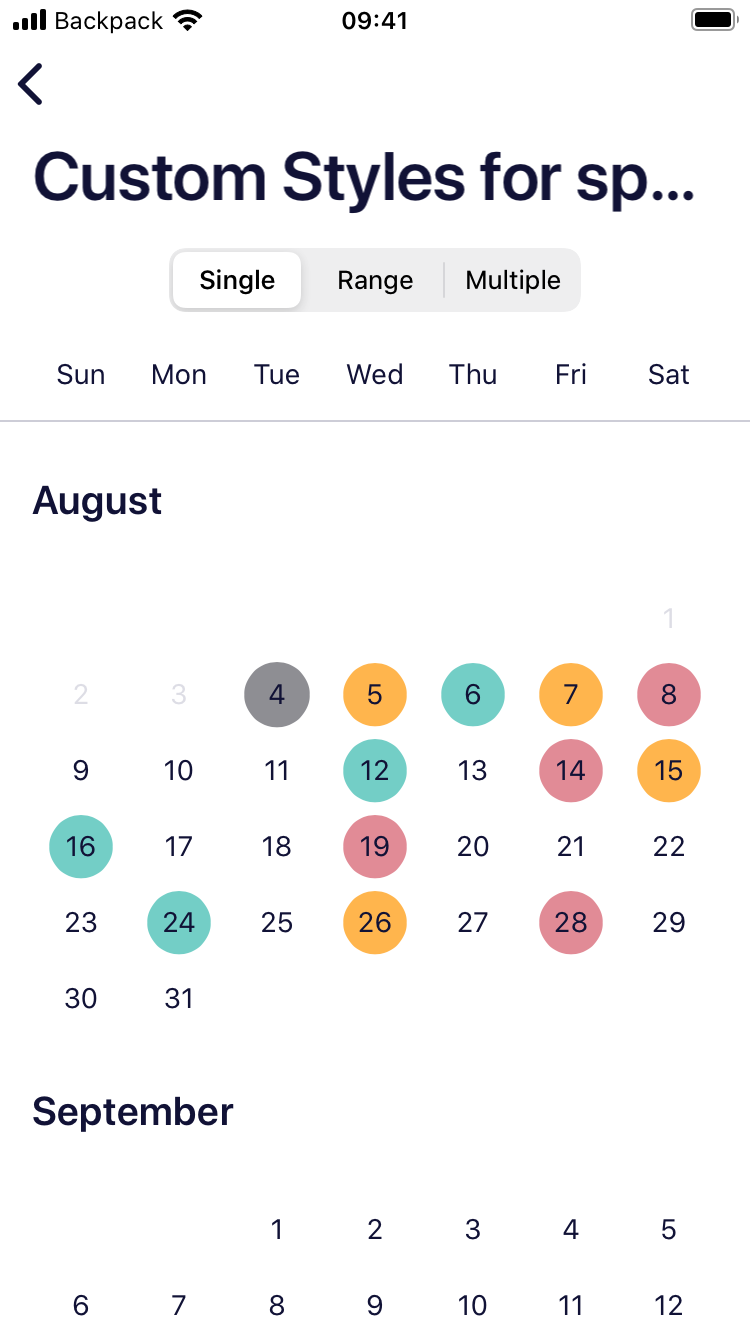 Backpack 09:41
Custom Styles for sp...
Single Range Multiple
Sun Mon Tue Wed Thu Fri Sat
August
1
2 3 4 5 6 7 8
9 10 11 12 13 14 15
16 17 18 19 20 21 22
23 24 25 26 27 28 29
30 31
September
1 2 3 4 5
6 7 8 9 10 11 12